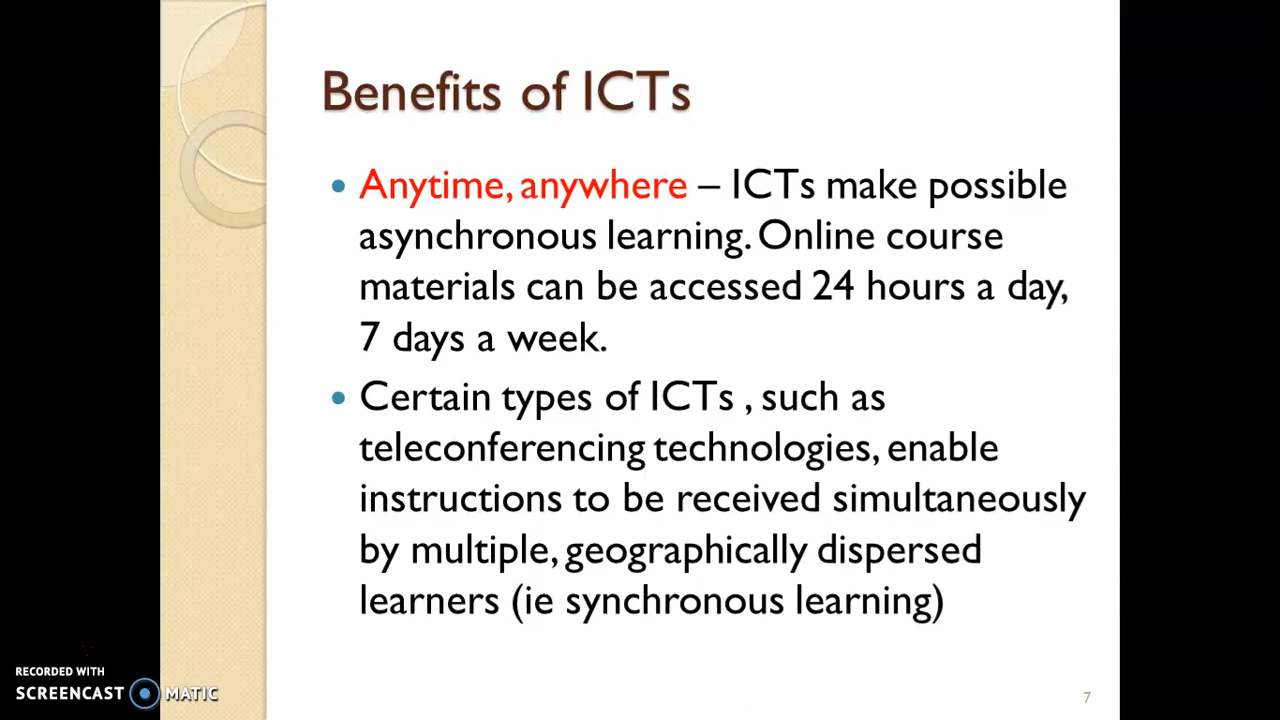 Benefits of ICTs
• Anytime, anywhere – ICTs make possible
asynchronous learning. Online course
materials can be accessed 24 hours a day,
7 days a week.
• Certain types of ICTs , such as
teleconferencing technologies, enable
instructions to be received simultaneously
by multiple, geographically dispersed
learners (ie synchronous learning)
RECORDED WITH
SCREENCAST MATIC
7